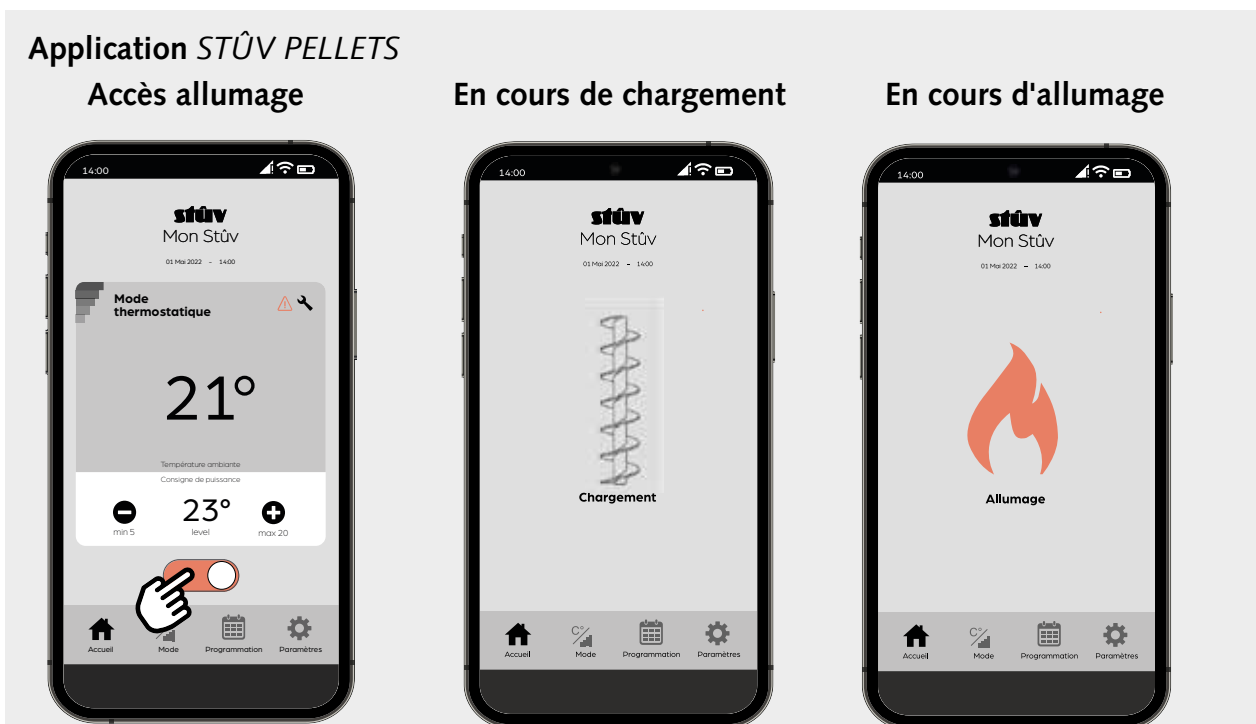 Application STÛV PELLETS
Accès allumage
14:00
stûv
Mon Stûv
01 Mai 2022 - 14:00
Mode
thermostatique
21°
Température ambiante
Consigne de puissance
23°
min 5
level
max 20
Accueil
Mode
Programmation
Paramètres
En cours de chargement
14:00
stûv
Mon Stûv
01 Mai 2022 - 14:00
Chargement
C°
Accueil
Mode
Programmation
Paramètres
En cours d'allumage
14:00
stûv
Mon Stûv
01 Mai 2022 - 14:00
Allumage
C°
Accueil
Mode
Programmation
Paramètres